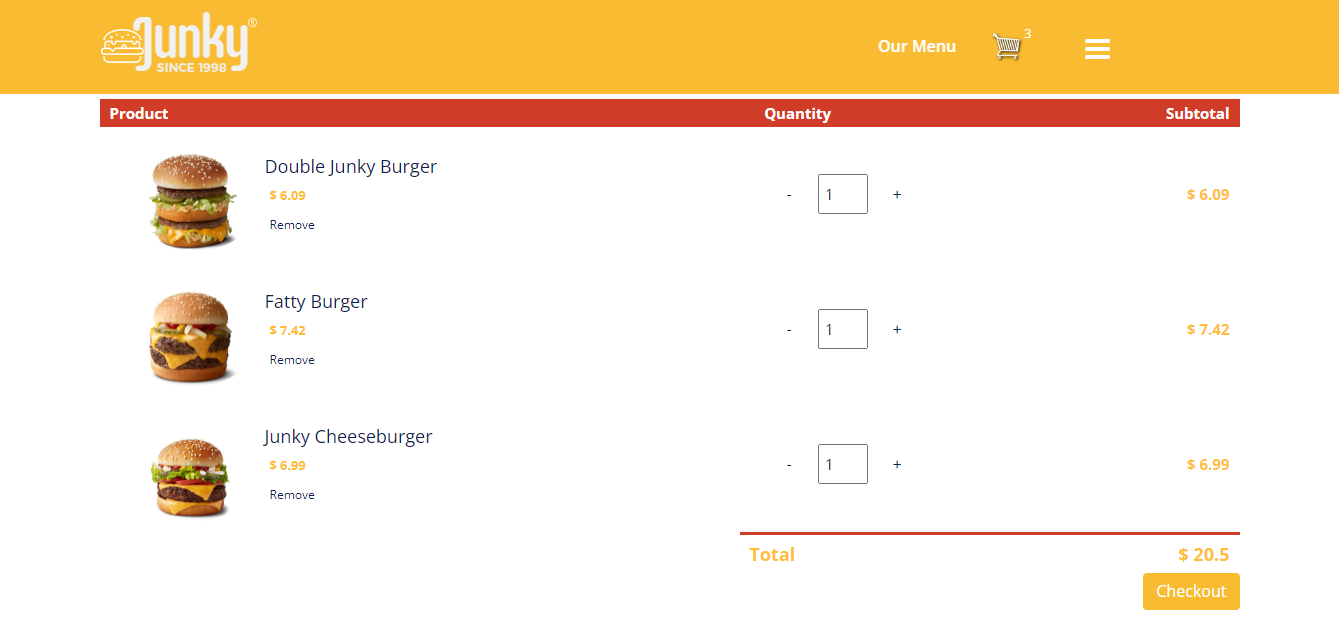 Junky®
SINCE 1998
Our Menu
3
Product Quantity Subtotal
Double Junky Burger
$ 6.09
Remove
- 1 + $ 6.09
Fatty Burger
$ 7.42
Remove
- 1 + $ 7.42
Junky Cheeseburger
$ 6.99
Remove
- 1 + $ 6.99
Total $ 20.5
Checkout